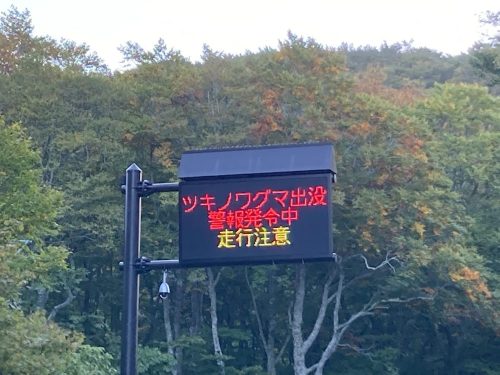 ツキノワグマ出没
警報発令中
走行注意